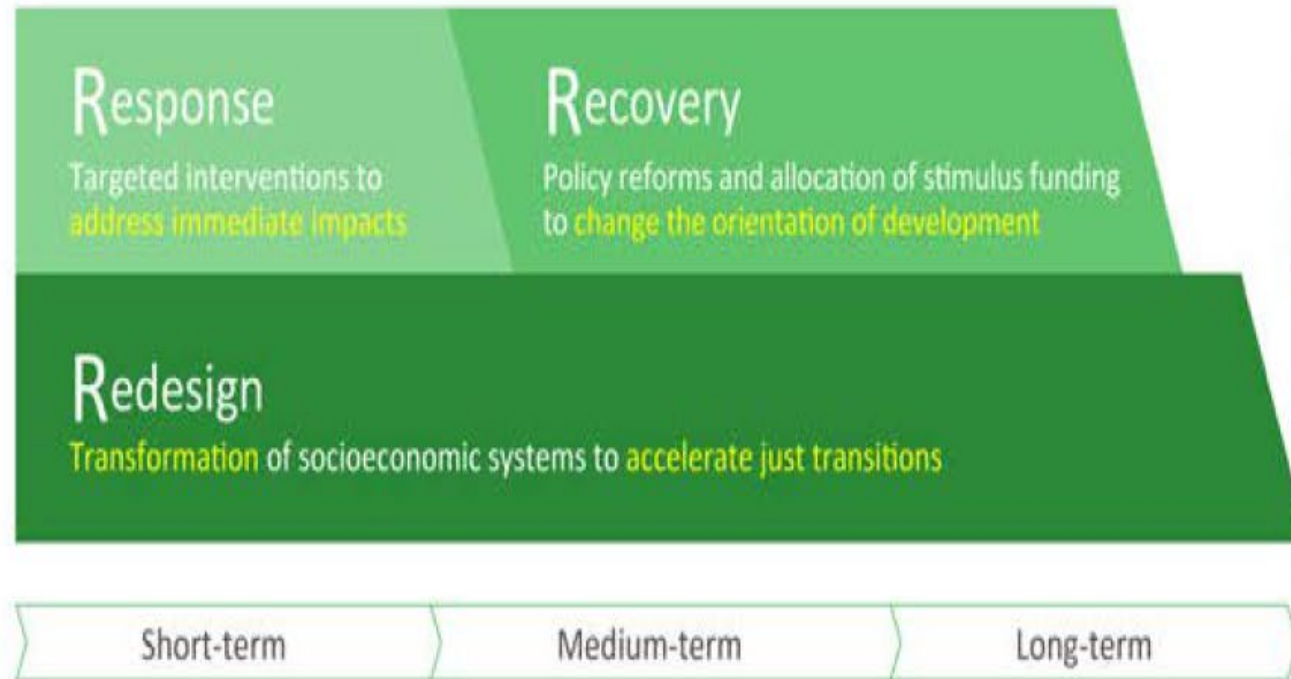 Response
Targeted interventions to
address immediate impacts
Recovery
Policy reforms and allocation of stimulus funding
to change the orientation of development
Redesign
Transformation of socioeconomic systems to accelerate just transitions
Short-term
Medium-term
Long-term